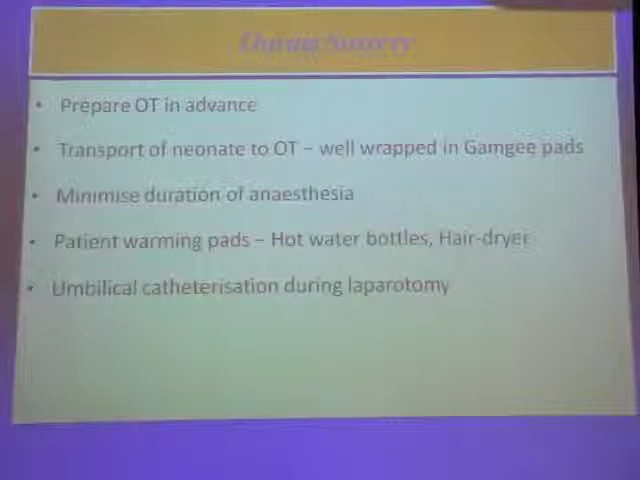 During Surgery
• Prepare OT in advance
• Transport of neonate to OT – well wrapped in Gamgee pads
• Minimise duration of anaesthesia
• Patient warming pads – Hot water bottles, Hair-dryer
• Umbilical catheterisation during laparotomy